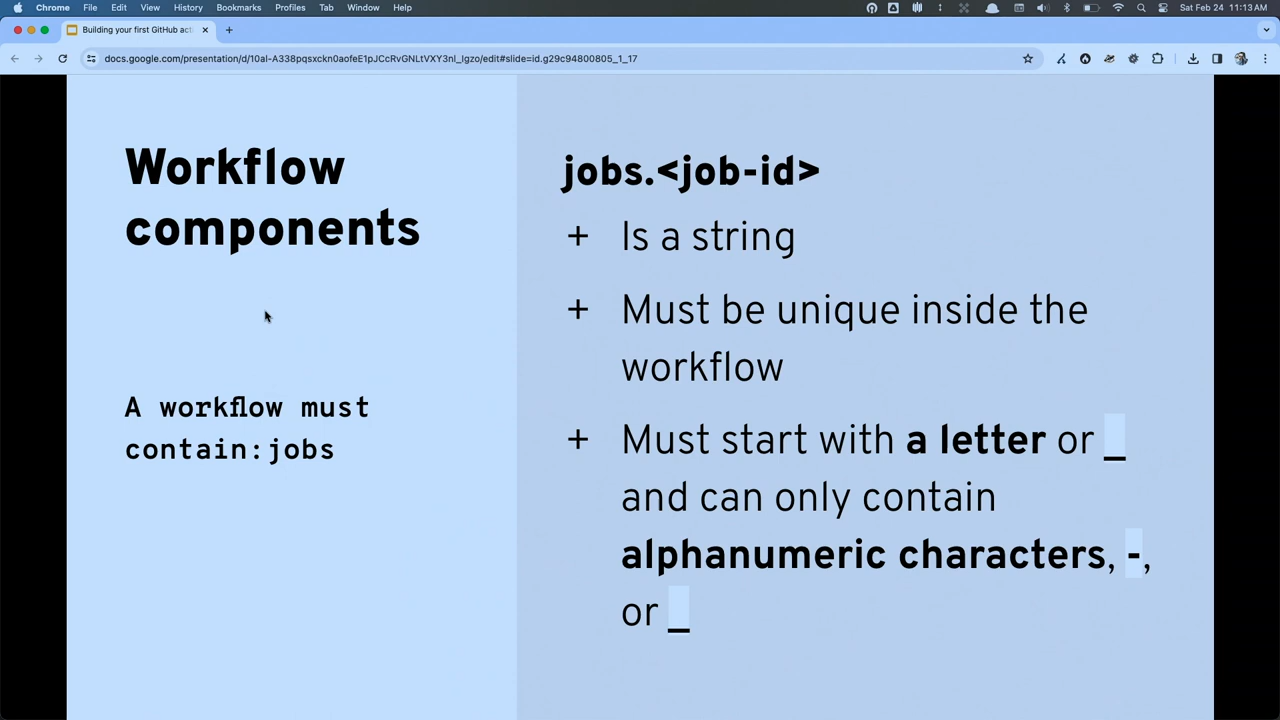 Chrome File Edit View History Bookmarks Profiles Tab Window Help Sat Feb 24 11:13 AM
Building your first GitHub act
docs.google.com/presentation/d/10al-A338pqsxckn0aofeE1pJCcRvGNLtVXY3nl_Igzo/edit#slide=id.g29c94800805_1_17
Workflow
components
A workflow must
contain:jobs
jobs.<job-id>
+ Is a string
+ Must be unique inside the
workflow
+ Must start with a letter or _
and can only contain
alphanumeric characters, -,
or _